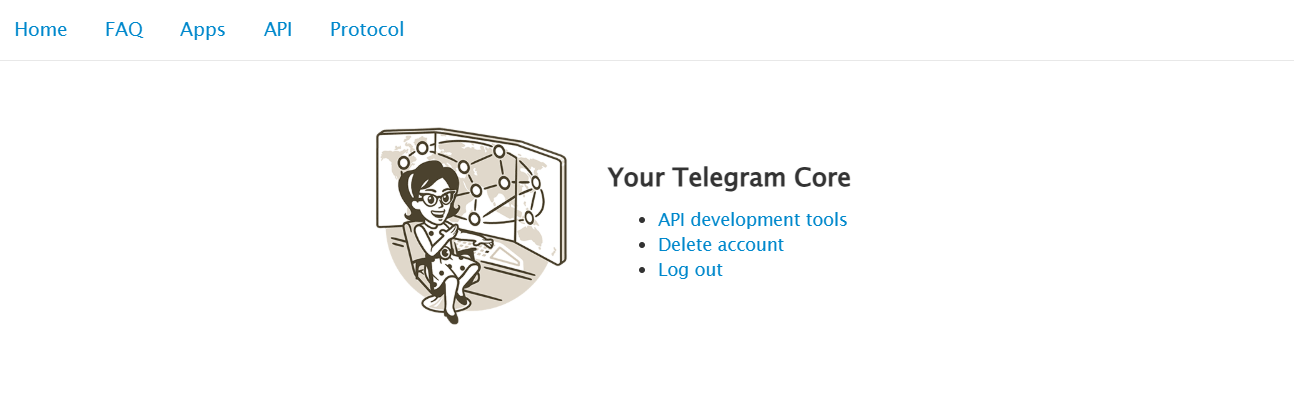 Home FAQ Apps API Protocol
Your Telegram Core
API development tools
Delete account
Log out